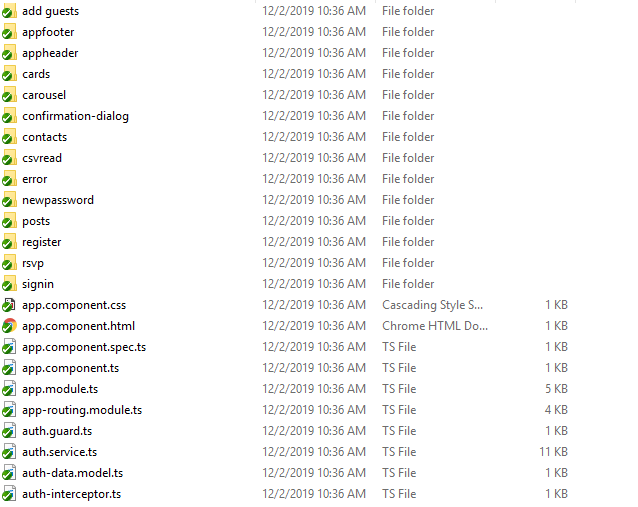 add guests 12/2/2019 10:36 AM File folder
appfooter 12/2/2019 10:36 AM File folder
appheader 12/2/2019 10:36 AM File folder
cards 12/2/2019 10:36 AM File folder
carousel 12/2/2019 10:36 AM File folder
confirmation-dialog 12/2/2019 10:36 AM File folder
contacts 12/2/2019 10:36 AM File folder
csvread 12/2/2019 10:36 AM File folder
error 12/2/2019 10:36 AM File folder
newpassword 12/2/2019 10:36 AM File folder
posts 12/2/2019 10:36 AM File folder
register 12/2/2019 10:36 AM File folder
rsvp 12/2/2019 10:36 AM File folder
signin 12/2/2019 10:36 AM File folder
app.component.css 12/2/2019 10:36 AM Cascading Style S... 1 KB
app.component.html 12/2/2019 10:36 AM Chrome HTML Do... 1 KB
app.component.spec.ts 12/2/2019 10:36 AM TS File 1 KB
app.component.ts 12/2/2019 10:36 AM TS File 1 KB
app.module.ts 12/2/2019 10:36 AM TS File 5 KB
app-routing.module.ts 12/2/2019 10:36 AM TS File 4 KB
auth.guard.ts 12/2/2019 10:36 AM TS File 1 KB
auth.service.ts 12/2/2019 10:36 AM TS File 11 KB
auth-data.model.ts 12/2/2019 10:36 AM TS File 1 KB
auth-interceptor.ts 12/2/2019 10:36 AM TS File 1 KB